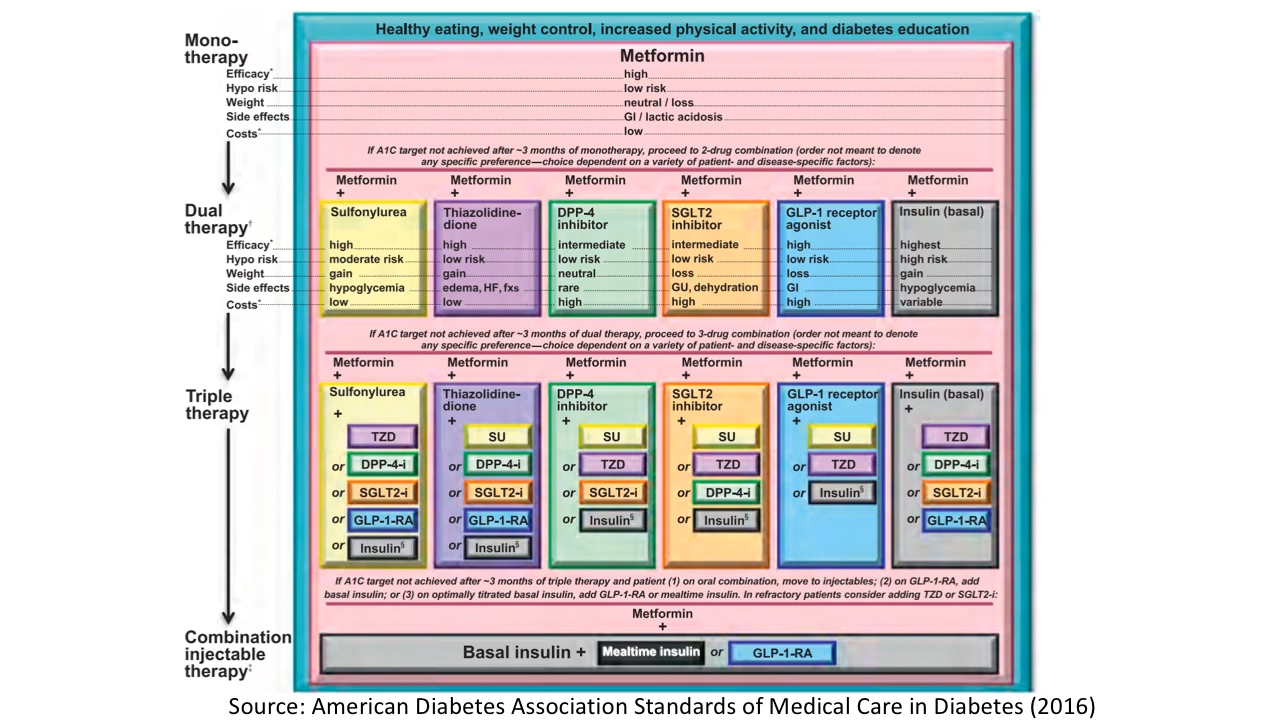 Healthy eating, weight control, increased physical activity, and diabetes education
Mono-
therapy
Metformin
Efficacy* high
Hypo risk low risk
Weight neutral / loss
Side effects GI / lactic acidosis
Costs* low
If A1C target not achieved after ~3 months of monotherapy, proceed to 2-drug combination (order not meant to denote
any specific preference—choice dependent on a variety of patient- and disease-specific factors):
Metformin Metformin Metformin Metformin Metformin Metformin
+ + + + + +
Dual
therapy†
Sulfonylurea
Thiazolidine-
dione
DPP-4
inhibitor
SGLT2
inhibitor
GLP-1 receptor
agonist
Insulin (basal)
Efficacy* high high intermediate intermediate high highest
Hypo risk moderate risk low risk low risk low risk low risk high risk
Weight gain gain neutral loss loss gain
Side effects hypoglycemia edema, HF, fxs rare GU, dehydration GI hypoglycemia
Costs* low low high high high variable
If A1C target not achieved after ~3 months of dual therapy, proceed to 3-drug combination (order not meant to denote
any specific preference—choice dependent on a variety of patient- and disease-specific factors):
Metformin Metformin Metformin Metformin Metformin Metformin
+ + + + + +
Triple
therapy
Sulfonylurea
+
TZD
or DPP-4-i
or SGLT2-i
or GLP-1-RA
or Insulin§
Thiazolidine-
dione
+
SU
or DPP-4-i
or SGLT2-i
or GLP-1-RA
or Insulin§
DPP-4
inhibitor
+
SU
or TZD
or SGLT2-i
or Insulin§
SGLT2
inhibitor
+
SU
or TZD
or DPP-4-i
or Insulin§
GLP-1 receptor
agonist
+
SU
or TZD
or Insulin§
Insulin (basal)
+
TZD
or DPP-4-i
or SGLT2-i
or GLP-1-RA
If A1C target not achieved after ~3 months of triple therapy and patient (1) on oral combination, move to injectables; (2) on GLP-1-RA, add
basal insulin; or (3) on optimally titrated basal insulin, add GLP-1-RA or mealtime insulin. In refractory patients consider adding TZD or SGLT2-i:
Metformin
+
Combination
injectable
therapy‡
Basal insulin + Mealtime insulin or GLP-1-RA
Source: American Diabetes Association Standards of Medical Care in Diabetes (2016)